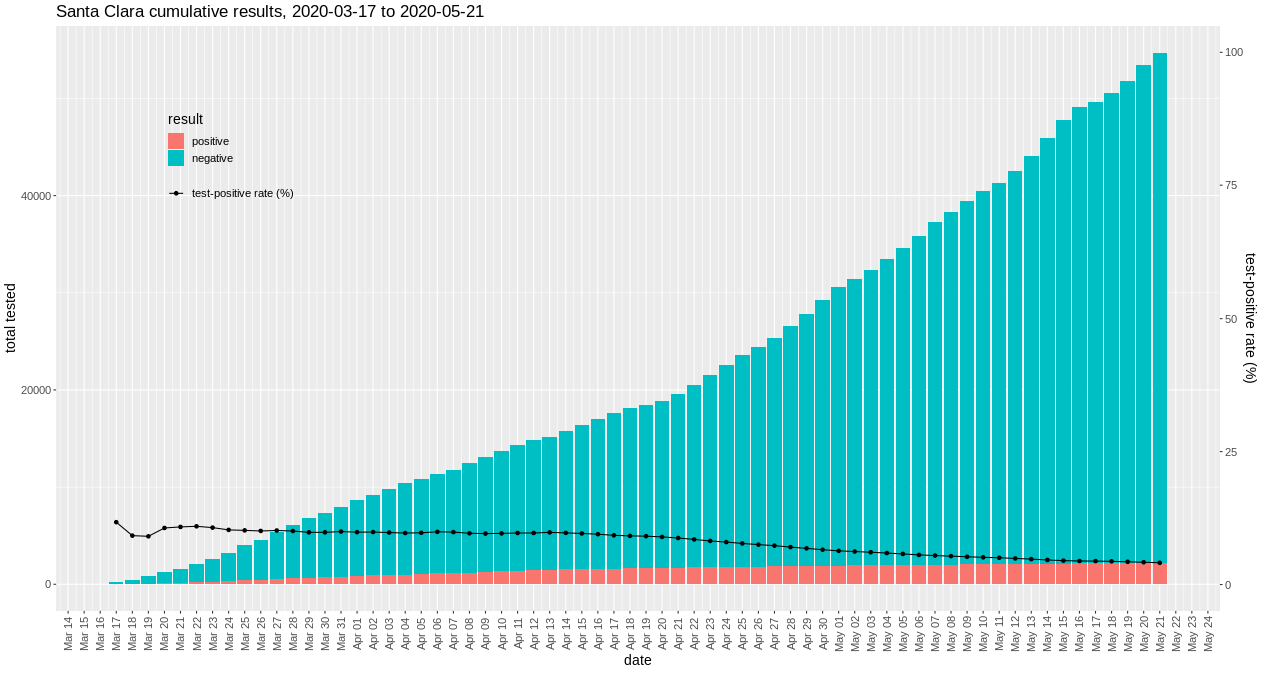 Santa Clara cumulative results, 2020-03-17 to 2020-05-21
result
positive
negative
test-positive rate (%)
total tested
40000
20000
0
100
75
50
25
0
test-positive rate (%)
Mar 14
Mar 15
Mar 16
Mar 17
Mar 18
Mar 19
Mar 20
Mar 21
Mar 22
Mar 23
Mar 24
Mar 25
Mar 26
Mar 27
Mar 28
Mar 29
Mar 30
Mar 31
Apr 01
Apr 02
Apr 03
Apr 04
Apr 05
Apr 06
Apr 07
Apr 08
Apr 09
Apr 10
Apr 11
Apr 12
Apr 13
Apr 14
Apr 15
Apr 16
Apr 17
Apr 18
Apr 19
Apr 20
Apr 21
Apr 22
Apr 23
Apr 24
Apr 25
Apr 26
Apr 27
Apr 28
Apr 29
Apr 30
May 01
May 02
May 03
May 04
May 05
May 06
May 07
May 08
May 09
May 10
May 11
May 12
May 13
May 14
May 15
May 16
May 17
May 18
May 19
May 20
May 21
May 22
May 23
May 24
date